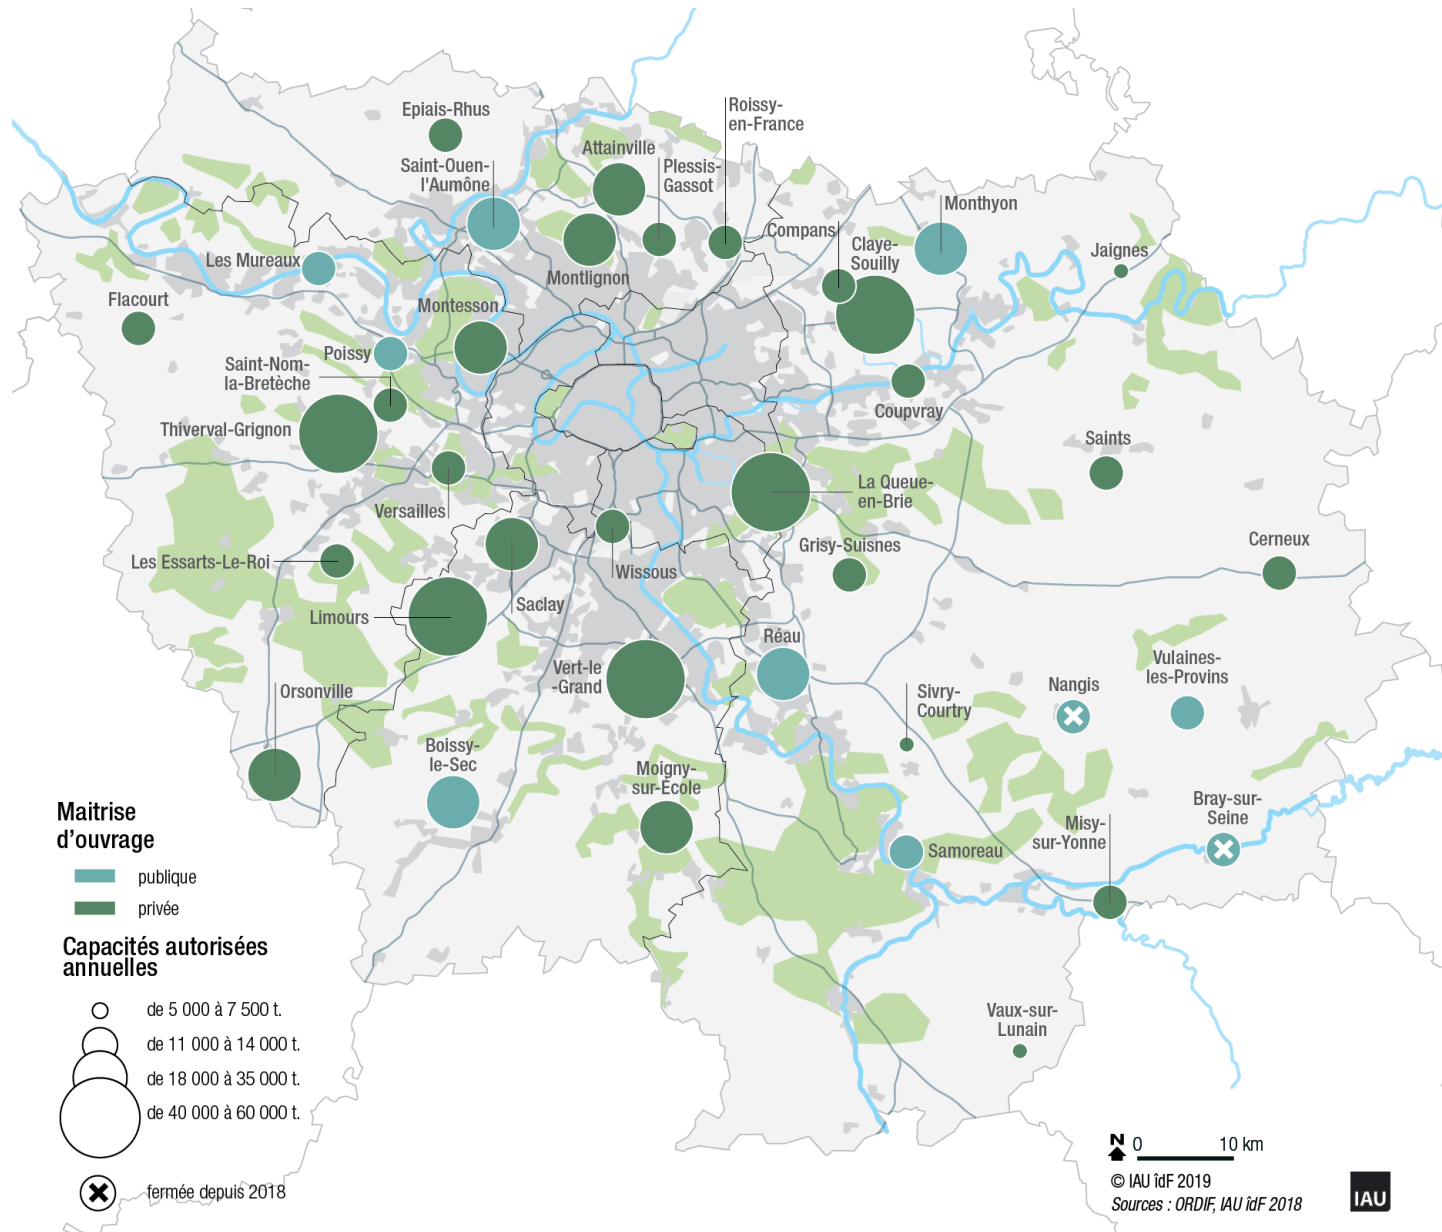 Epiais-Rhus
Roissy-
en-France
Saint-Ouen-
l'Aumône
Attainville
Plessis-
Gassot
Monthyon
Compans
Claye-
Souilly
Jaignes
Les Mureaux
Montlignon
Flacourt
Montesson
Poissy
Saint-Nom-
la-Bretèche
Coupvray
Thiverval-Grignon
Saints
Versailles
La Queue-
en-Brie
Grisy-Suisnes
Cerneux
Les Essarts-Le-Roi
Wissous
Saclay
Limours
Réau
Vert-le
-Grand
Vulaines-
les-Provins
Nangis
Sivry-
Courtry
Orsonville
Boissy-
le-Sec
Moigny-
sur-École
Bray-sur-
Seine
Misy-
sur-Yonne
Samoreau
Vaux-sur-
Lunain
Maitrise
d'ouvrage
publique
privée
Capacités autorisées
annuelles
de 5 000 à 7 500 t.
de 11 000 à 14 000 t.
de 18 000 à 35 000 t.
de 40 000 à 60 000 t.
fermée depuis 2018
N 0 10 km
© IAU îdF 2019
Sources : ORDIF, IAU îdF 2018
IAU